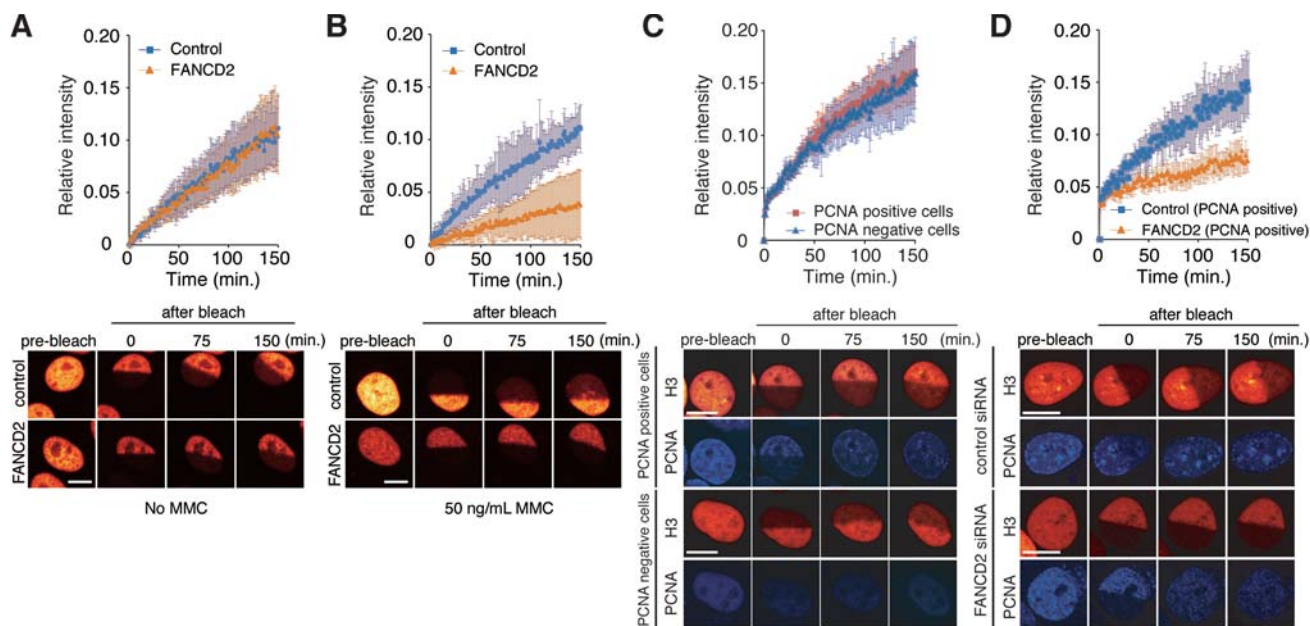 A
0.20
0.15
0.10
0.05
0
Relative intensity
Control
FANCD2
0 50 100 150
Time (min.)
after bleach
pre-bleach 0 75 150 (min.)
control
FANCD2
No MMC
B
0.20
0.15
0.10
0.05
0
Relative intensity
Control
FANCD2
0 50 100 150
Time (min.)
after bleach
pre-bleach 0 75 150 (min.)
control
FANCD2
50 ng/mL MMC
C
0.20
0.15
0.10
0.05
0
Relative intensity
PCNA positive cells
PCNA negative cells
0 50 100 150
Time (min.)
after bleach
pre-bleach 0 75 150 (min.)
PCNA positive cells
H3
PCNA
PCNA negative cells
H3
PCNA
D
0.20
0.15
0.10
0.05
0
Relative intensity
Control (PCNA positive)
FANCD2 (PCNA positive)
0 50 100 150
Time (min.)
after bleach
pre-bleach 0 75 150 (min.)
control siRNA
H3
PCNA
FANCD2 siRNA
H3
PCNA